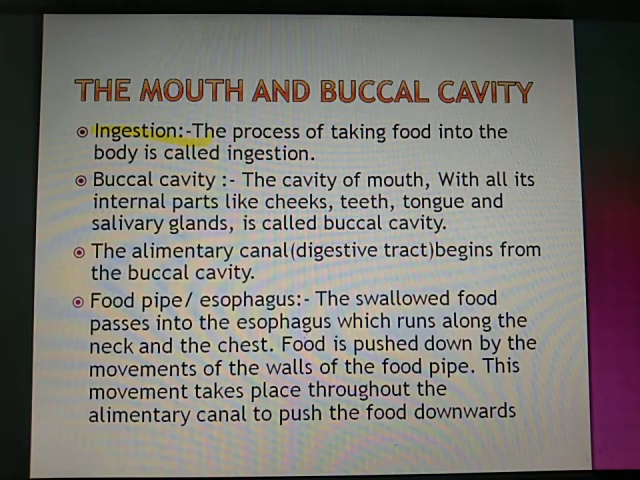 THE MOUTH AND BUCCAL CAVITY
Ingestion:-The process of taking food into the
body is called ingestion.
Buccal cavity :- The cavity of mouth, With all its
internal parts like cheeks, teeth, tongue and
salivary glands, is called buccal cavity.
The alimentary canal(digestive tract)begins from
the buccal cavity.
Food pipe/ esophagus:- The swallowed food
passes into the esophagus which runs along the
neck and the chest. Food is pushed down by the
movements of the walls of the food pipe. This
movement takes place throughout the
alimentary canal to push the food downwards